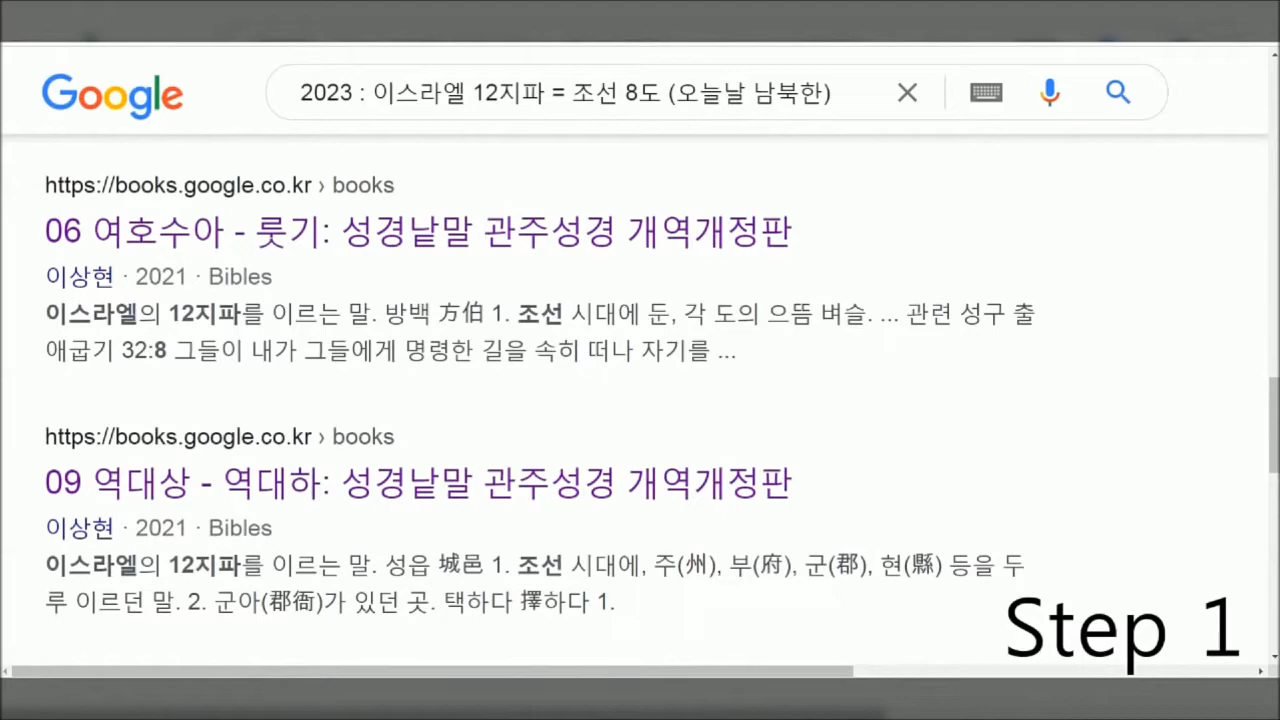 Google
2023 : 이스라엘 12지파 = 조선 8도 (오늘날 남북한)
https://books.google.co.kr › books
06 여호수아 - 룻기: 성경낱말 관주성경 개역개정판
이상현 · 2021 · Bibles
이스라엘의 12지파를 이르는 말. 방백 方伯 1. 조선 시대에 둔, 각 도의 으뜸 벼슬. ... 관련 성구 출
애굽기 32:8 그들이 내가 그들에게 명령한 길을 속히 떠나 자기를 ...
https://books.google.co.kr › books
09 역대상 - 역대하: 성경낱말 관주성경 개역개정판
이상현 · 2021 · Bibles
이스라엘의 12지파를 이르는 말. 성읍 城邑 1. 조선 시대에, 주(州), 부(府), 군(郡), 현(縣) 등을 두
루 이르던 말. 2. 군아(郡衙)가 있던 곳. 택하다 擇하다 1.
Step 1